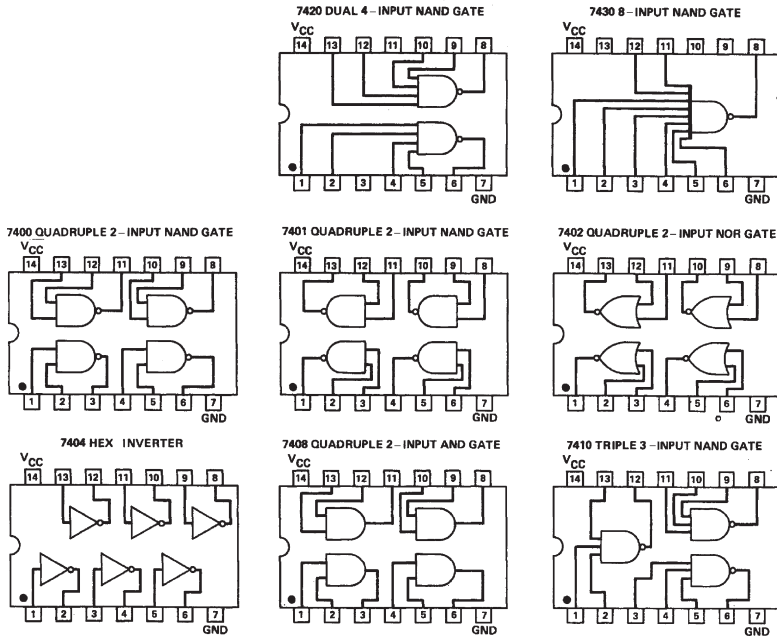 7420 DUAL 4-INPUT NAND GATE
VCC
14 13 12 11 10 9 8
1 2 3 4 5 6 7
GND
7430 8-INPUT NAND GATE
VCC
14 13 12 11 10 9 8
1 2 3 4 5 6 7
GND
7400 QUADRUPLE 2-INPUT NAND GATE
VCC
14 13 12 11 10 9 8
1 2 3 4 5 6 7
GND
7401 QUADRUPLE 2-INPUT NAND GATE
VCC
14 13 12 11 10 9 8
1 2 3 4 5 6 7
GND
7402 QUADRUPLE 2-INPUT NOR GATE
VCC
14 13 12 11 10 9 8
1 2 3 4 5 6 7
GND
7404 HEX INVERTER
VCC
14 13 12 11 10 9 8
1 2 3 4 5 6 7
GND
7408 QUADRUPLE 2-INPUT AND GATE
VCC
14 13 12 11 10 9 8
1 2 3 4 5 6 7
GND
7410 TRIPLE 3-INPUT NAND GATE
VCC
14 13 12 11 10 9 8
1 2 3 4 5 6 7
GND